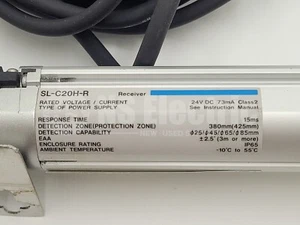 SL-C20H-R Receiver
RATED VOLTAGE / CURRENT 24V DC 73mA Class2
TYPE OF POWER SUPPLY See Instruction Manual
RESPONSE TIME 15ms
DETECTION ZONE(PROTECTION ZONE) 380mm(425mm)
DETECTION CAPABILITY φ25/φ45/φ65/φ85mm
EAA ±2.5°(3m or more)
ENCLOSURE RATING IP65
AMBIENT TEMPERATURE -10°C to 55°C